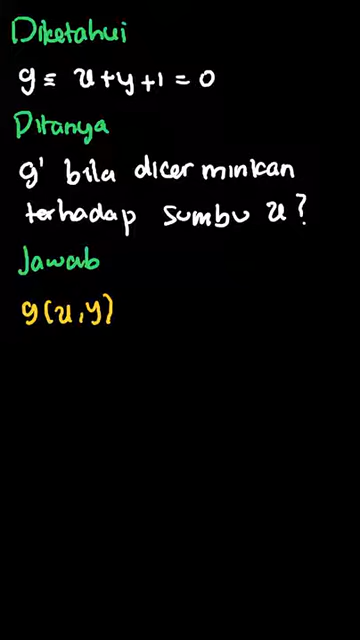 Diketahui
g ≡ x + y + 1 = 0
Ditanya
g' bila dicerminkan
terhadap sumbu x?
Jawab
g(x,y)